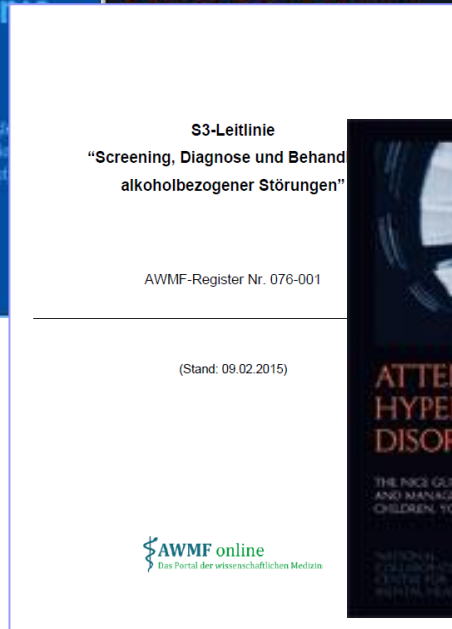 S3-Leitlinie
“Screening, Diagnose und Behandl
alkoholbezogener Störungen”
AWMF-Register Nr. 076-001
(Stand: 09.02.2015)
AWMF online
Das Portal der wissenschaftlichen Medizin
ATTE
HYPE
DISOR
THE NICE GU
AND MANAG
CHILDREN, YO
NATIONAL
COLLABORAT
CENTRE FOR
MENTAL HEA